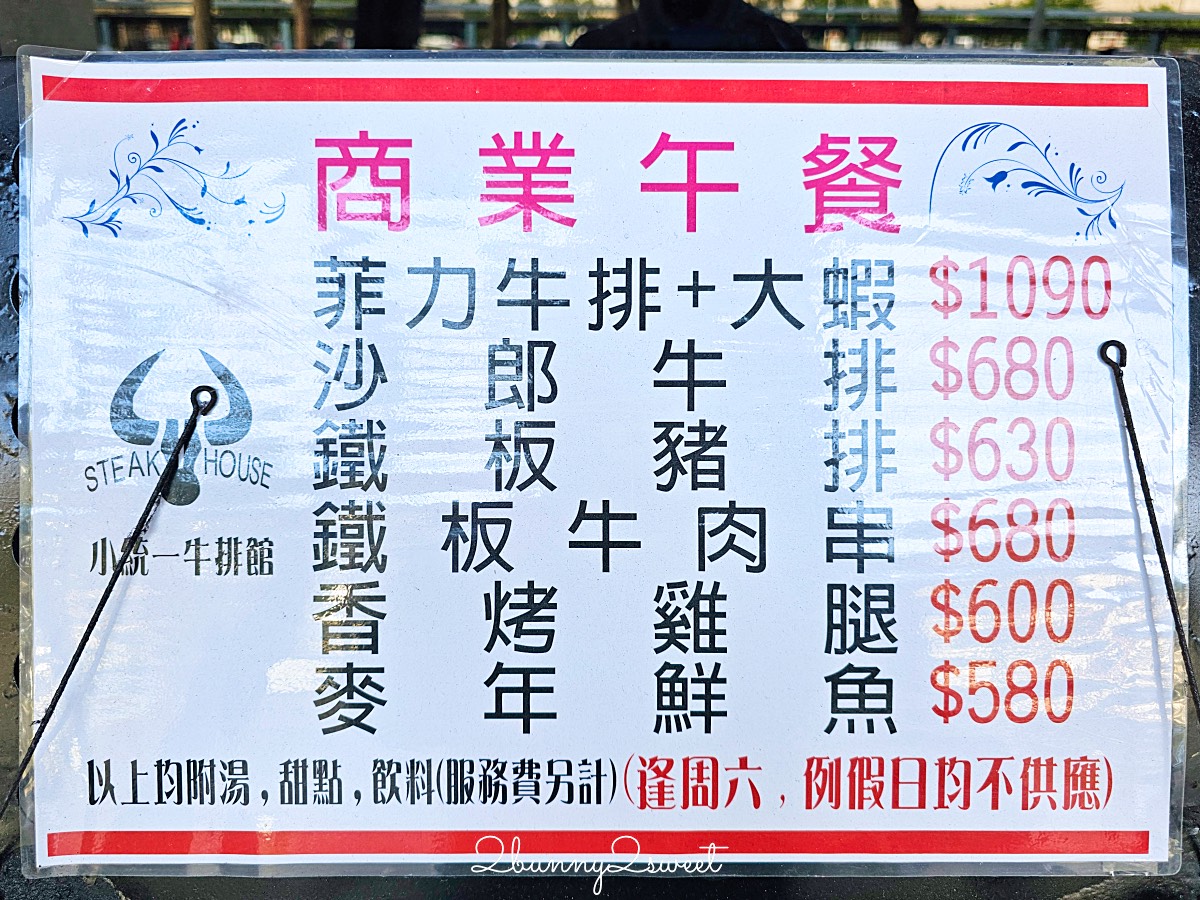 商業午餐
菲力牛排+大蝦 $1090
沙郎牛排 $680
鐵板豬排 $630
鐵板牛肉串 $680
香烤雞腿 $600
麥年鮮魚 $580
STEAK HOUSE
小統一牛排館
以上均附湯,甜點,飲料(服務費另計)(逢周六,例假日均不供應)
2bunny2sweet